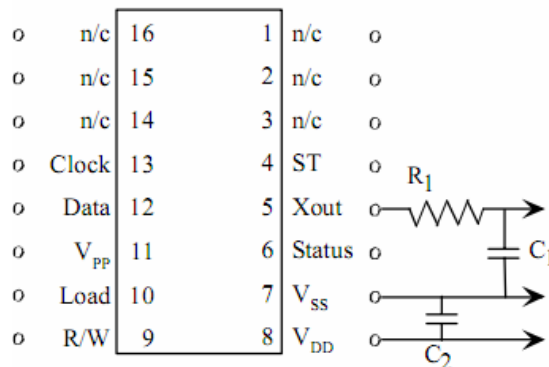 n/c 16 1 n/c
n/c 15 2 n/c
n/c 14 3 n/c
Clock 13 4 ST
R1
Data 12 5 Xout
VPP 11 6 Status
C1
Load 10 7 VSS
R/W 9 8 VDD
C2